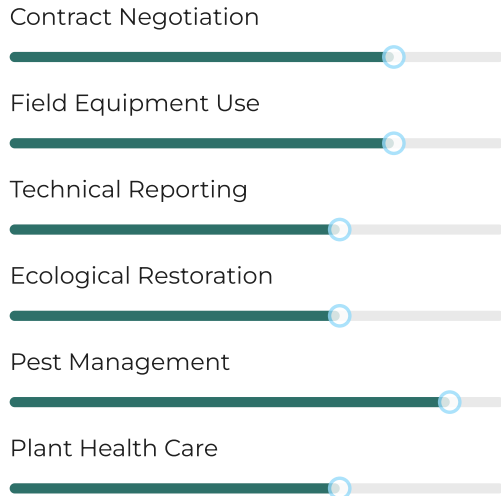 Contract Negotiation
Field Equipment Use
Technical Reporting
Ecological Restoration
Pest Management
Plant Health Care